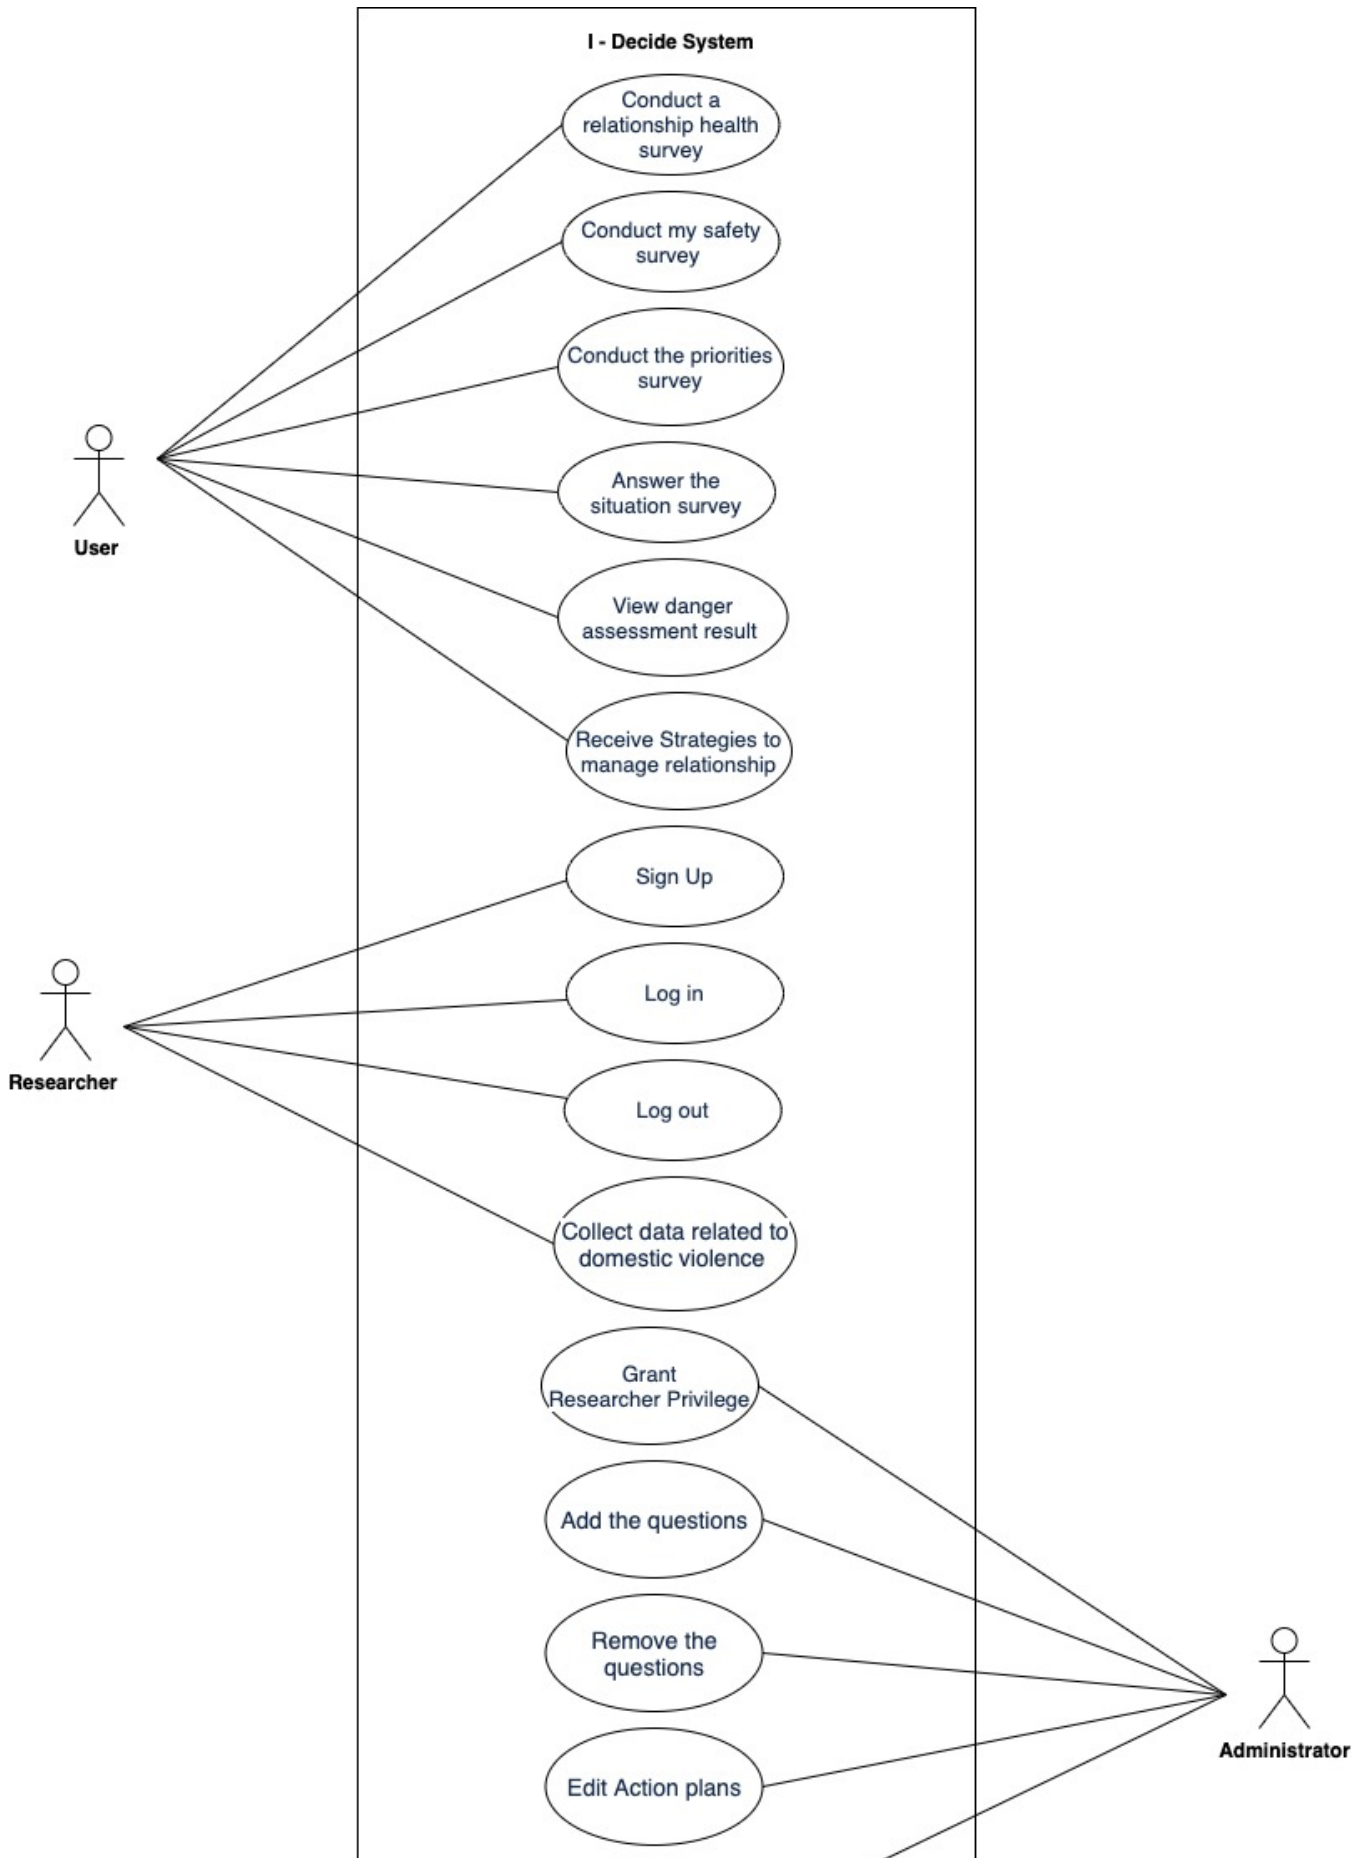 I - Decide System
Conduct a
relationship health
survey
Conduct my safety
survey
Conduct the priorities
survey
Answer the
situation survey
User
View danger
assessment result
Receive Strategies to
manage relationship
Sign Up
Log in
Researcher
Log out
Collect data related to
domestic violence
Grant
Researcher Privilege
Add the questions
Remove the
questions
Administrator
Edit Action plans